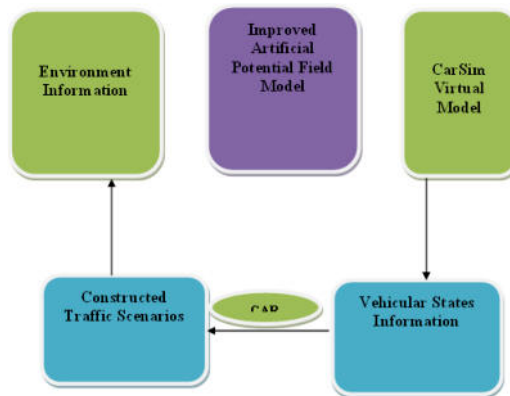 Environment
Information
Improved
Artificial
Potential Field
Model
CarSim
Virtual
Model
Constructed
Traffic Scenarios
Vehicular States
Information